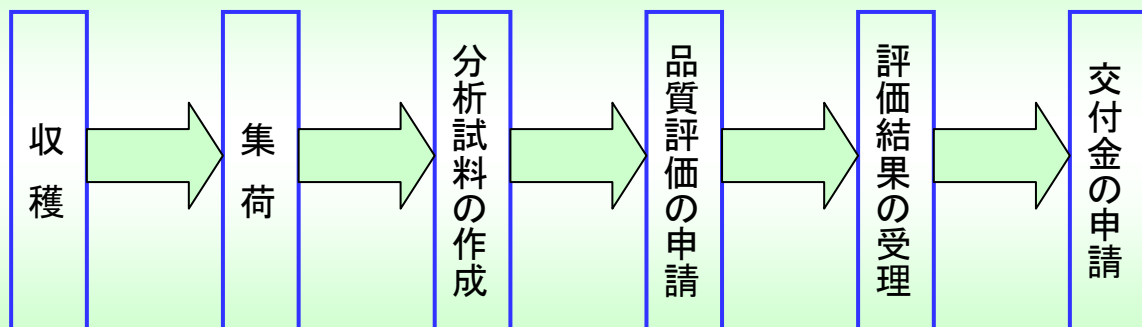 収穫
集荷
分析試料の作成
品質評価の申請
評価結果の受理
交付金の申請